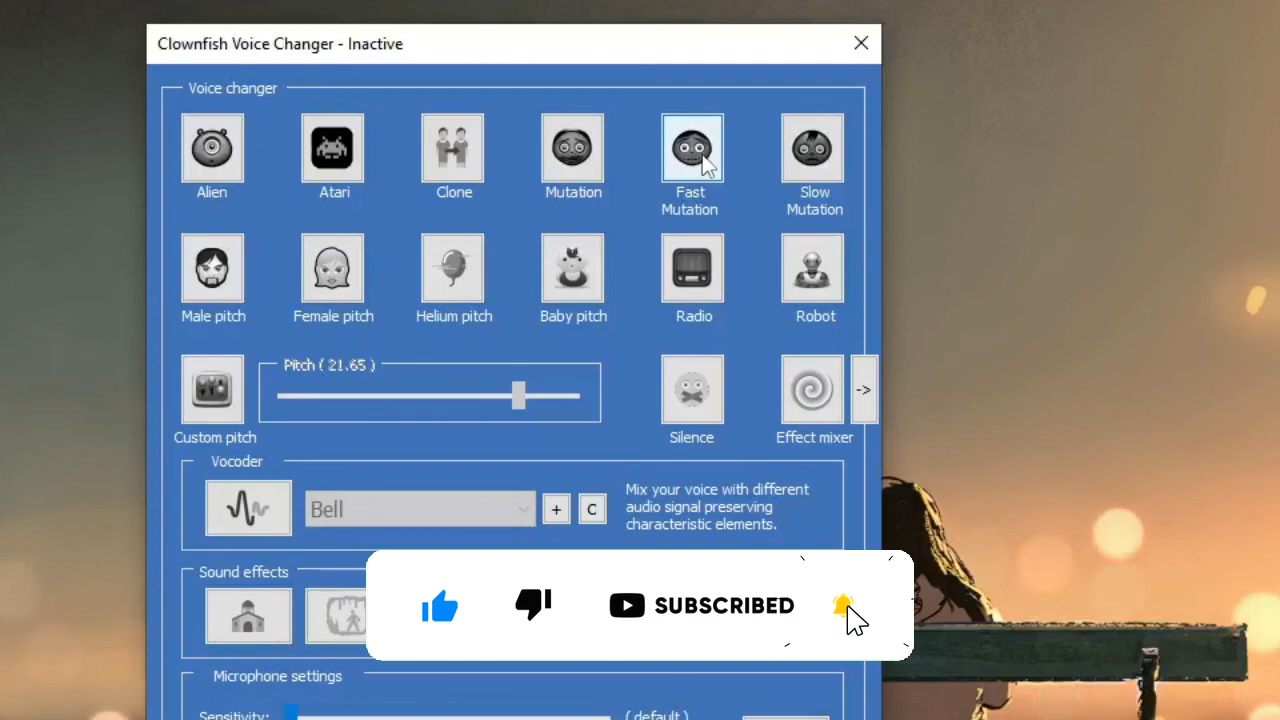 Clownfish Voice Changer - Inactive
Voice changer
Alien
Atari
Clone
Mutation
Fast
Mutation
Slow
Mutation
Male pitch
Female pitch
Helium pitch
Baby pitch
Radio
Robot
Pitch ( 21.65 )
->
Custom pitch
Silence
Effect mixer
Vocoder
Bell
+
C
Mix your voice with different
audio signal preserving
characteristic elements.
Sound effects
SUBSCRIBED
Microphone settings
Sensitivity:
( default )